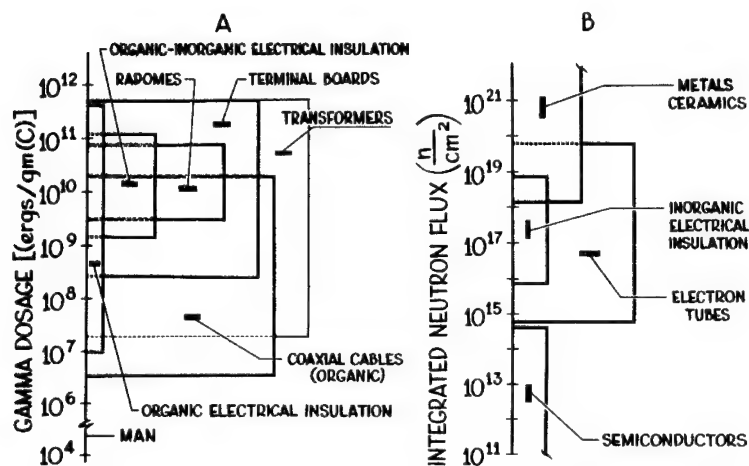 A
ORGANIC-INORGANIC ELECTRICAL INSULATION
RADOMES
TERMINAL BOARDS
TRANSFORMERS
GAMMA DOSAGE [(ergs/gm(C)]
10¹²
10¹¹
10¹⁰
10⁹
10⁸
10⁷
10⁶
10⁴
COAXIAL CABLES
(ORGANIC)
ORGANIC ELECTRICAL INSULATION
MAN
B
INTEGRATED NEUTRON FLUX (n/cm²)
10²¹
10¹⁹
10¹⁷
10¹⁵
10¹³
10¹¹
METALS
CERAMICS
INORGANIC
ELECTRICAL
INSULATION
ELECTRON
TUBES
SEMICONDUCTORS